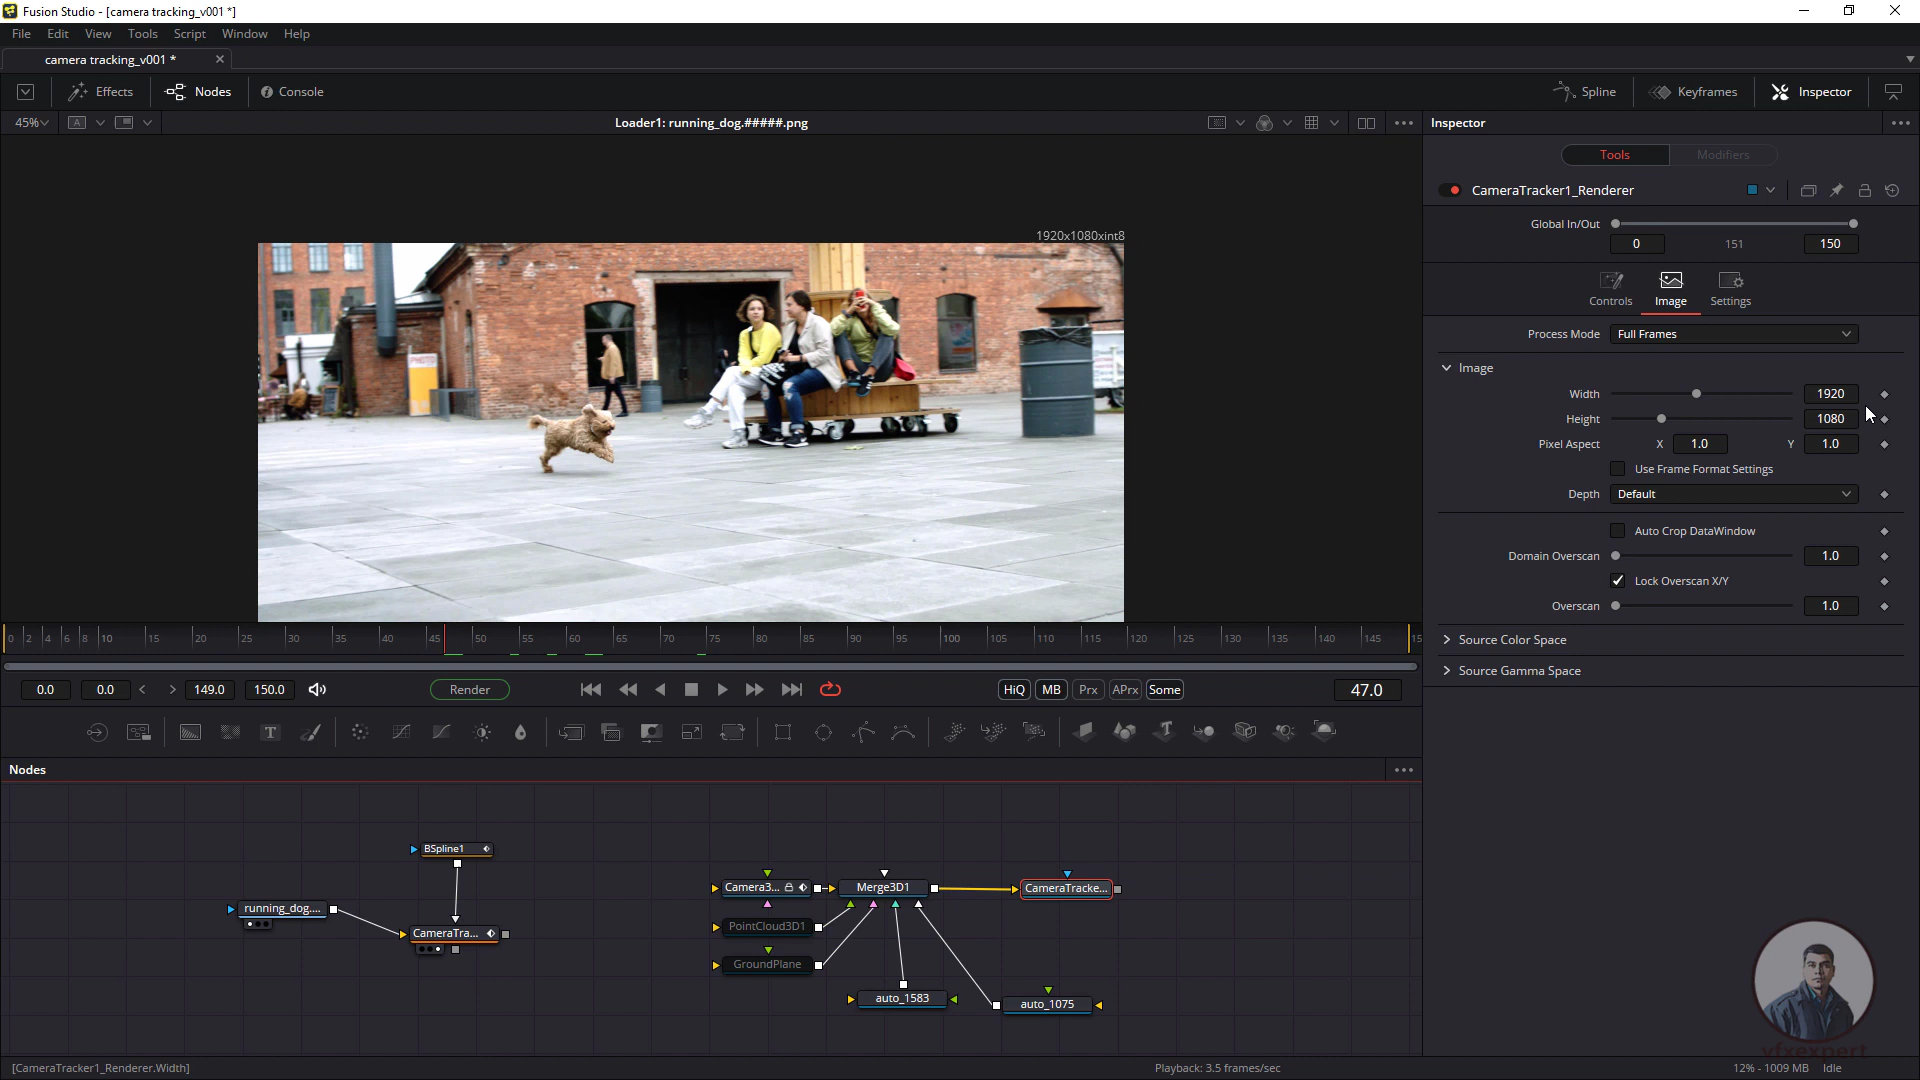 Fusion Studio - [camera tracking_v001 *]
File Edit View Tools Script Window Help
camera tracking_v001 *
Effects Nodes Console Spline Keyframes Inspector
45% A Loader1: running_dog.#####.png Inspector
Tools Modifiers
CameraTracker1_Renderer
Global In/Out
0 151 150
1920x1080xint8
PHOTO
Controls Image Settings
Process Mode Full Frames
Image
Width 1920
Height 1080
Pixel Aspect X 1.0 Y 1.0
Use Frame Format Settings
Depth Default
Auto Crop DataWindow
Domain Overscan 1.0
Lock Overscan X/Y
Overscan 1.0
Source Color Space
Source Gamma Space
0 2 4 6 8 10 15 20 25 30 35 40 45 50 55 60 65 70 75 80 85 90 95 100 105 110 115 120 125 130 135 140 145 15
0.0 0.0 < > 149.0 150.0 Render HiQ MB Prx APrx Some 47.0
T T
Nodes
BSpline1
running_dog....
CameraTra...
Camera3...
Merge3D1
CameraTracke...
PointCloud3D1
GroundPlane
auto_1583
auto_1075
vfxexpert
[CameraTracker1_Renderer.Width] Playback: 3.5 frames/sec 12% - 1009 MB Idle